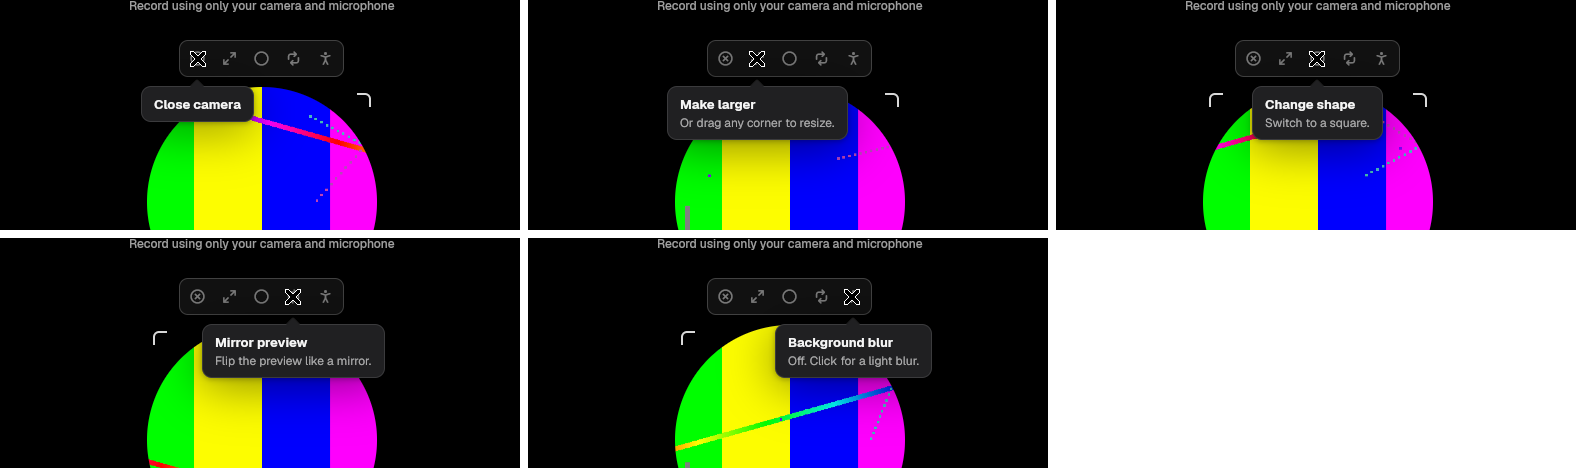 Record using only your camera and microphone
Close camera
Record using only your camera and microphone
Make larger
Or drag any corner to resize.
Record using only your camera and microphone
Change shape
Switch to a square.
Record using only your camera and microphone
Mirror preview
Flip the preview like a mirror.
Record using only your camera and microphone
Background blur
Off. Click for a light blur.